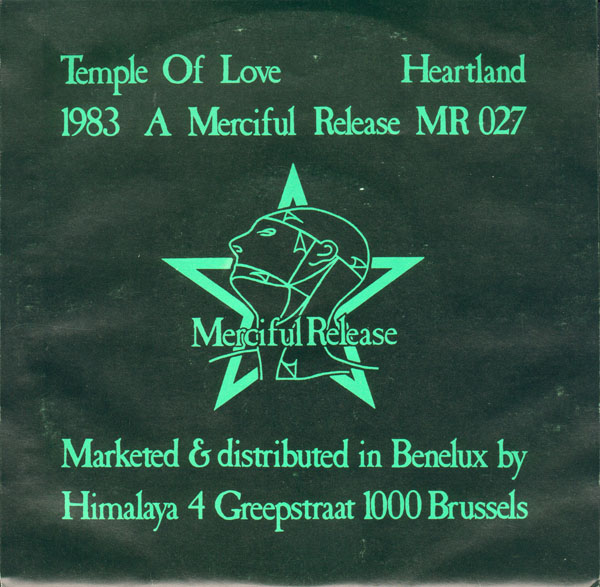 Temple Of Love Heartland
1983 A Merciful Release MR 027
Merciful Release
Marketed & distributed in Benelux by
Himalaya 4 Greepstraat 1000 Brussels